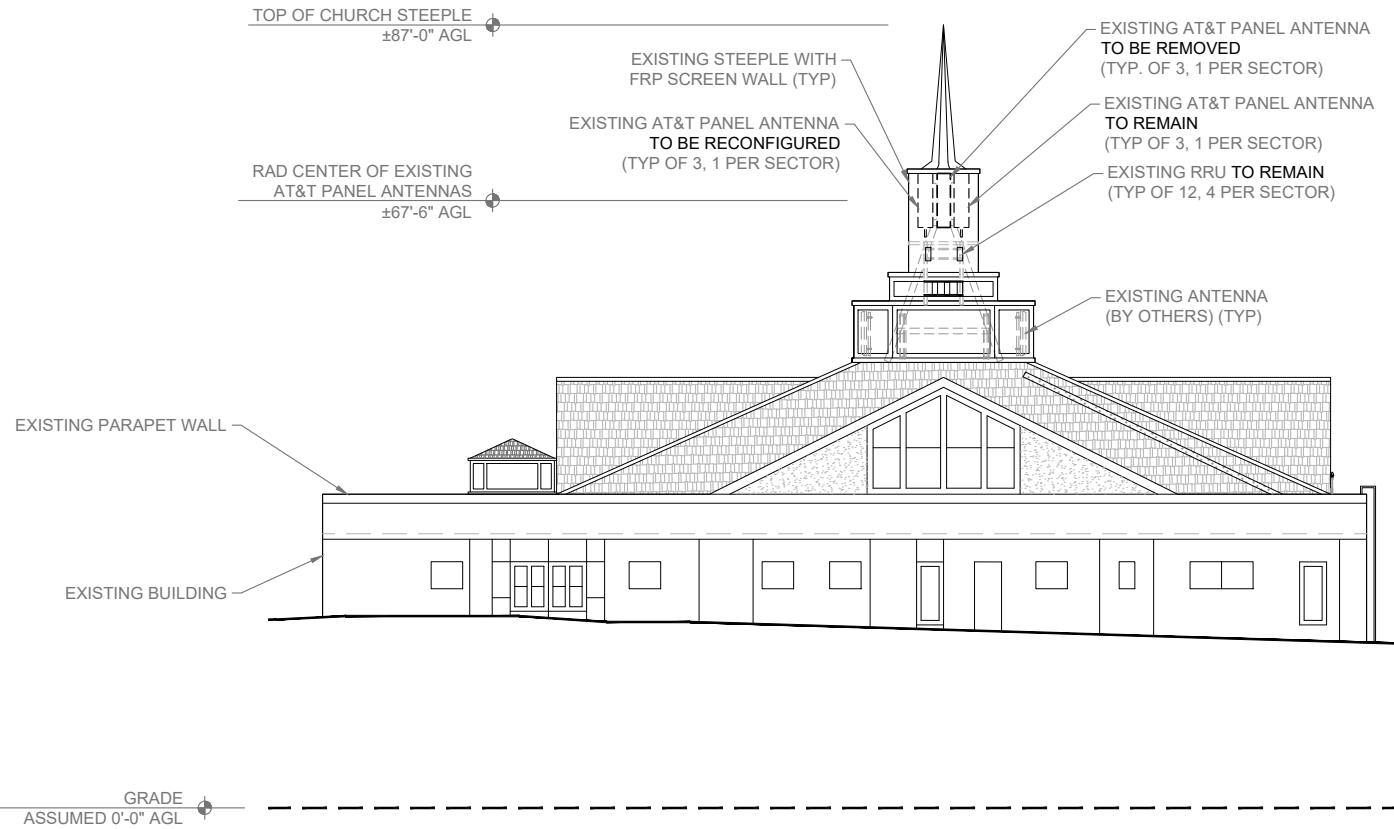 TOP OF CHURCH STEEPLE
±87'-0" AGL
EXISTING STEEPLE WITH
FRP SCREEN WALL (TYP)
EXISTING AT&T PANEL ANTENNA
TO BE RECONFIGURED
(TYP OF 3, 1 PER SECTOR)
RAD CENTER OF EXISTING
AT&T PANEL ANTENNAS
±67'-6" AGL
EXISTING AT&T PANEL ANTENNA
TO BE REMOVED
(TYP. OF 3, 1 PER SECTOR)
EXISTING AT&T PANEL ANTENNA
TO REMAIN
(TYP OF 3, 1 PER SECTOR)
EXISTING RRU TO REMAIN
(TYP OF 12, 4 PER SECTOR)
EXISTING ANTENNA
(BY OTHERS) (TYP)
EXISTING PARAPET WALL
EXISTING BUILDING
GRADE
ASSUMED 0'-0" AGL